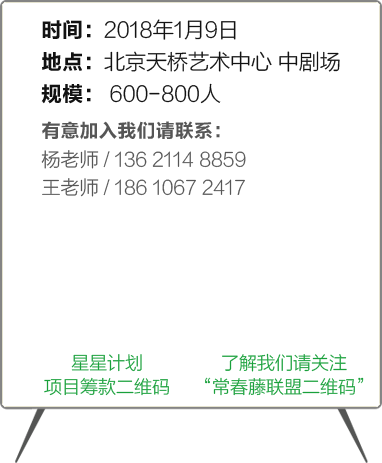 时间：2018年1月9日
地点：北京天桥艺术中心 中剧场
规模：600-800人
有意加入我们请联系：
杨老师 / 136 2114 8859
王老师 / 186 1067 2417
星星计划
项目筹款二维码
了解我们请关注
“常春藤联盟二维码”